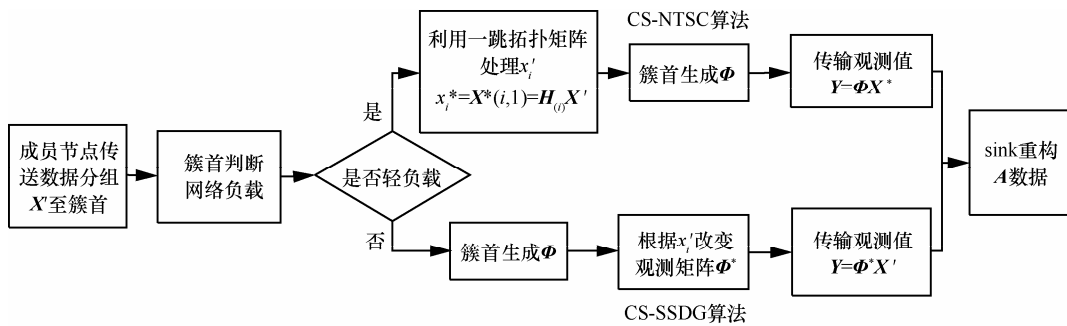 成员节点传
送数据分组
X'至簇首
簇首判断
网络负载
是否轻负载
是
利用一跳拓扑矩阵
处理x_i'
x_i*=X*(i,1)=H_(i)X'
CS-NTSC算法
簇首生成Φ
传输观测值
Y=ΦX*
否
簇首生成Φ
根据x_i'改变
观测矩阵Φ*
CS-SSDG算法
传输观测值
Y=Φ*X'
sink重构
A数据